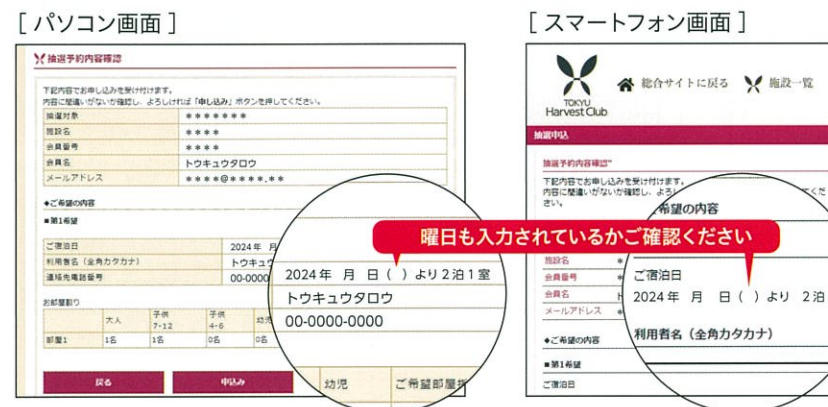 [ パソコン画面 ]
抽選予約内容確認
下記内容でお申し込みを受け付けます。
内容に間違いがないか確認し、よろしければ「申し込み」ボタンを押してください。
抽選対象 *******
施設名 ****
会員番号 ****
会員名 トウキュウタロウ
メールアドレス ****@****.**
◆ご希望の内容
■第1希望
ご宿泊日 2024年 月
利用者名（全角カタカナ） トウキュウ
連絡先電話番号 00-0000
お部屋割り
大人 子供 7-12 子供 4-6 幼児
部屋1 1名 1名 0名 0名
戻る 申込み
曜日も入力されているかご確認ください
2024年 月 日（ ）より2泊1室
トウキュウタロウ
00-0000-0000
幼児 ご希望部屋
[ スマートフォン画面 ]
TOKYU
Harvest Club
総合サイトに戻る 施設一覧
抽選申込
抽選予約内容確認
下記内容でお申し込みを受け付けます。
内容に間違いがないか確認し、よろし
てくだ
さい。
希望の内容
施設名 *
会員番号 *
会員名 ト
メールアドレス *
◆ご希望の内容
■第1希望
ご宿泊日
ご宿泊日
2024年 月 日（ ）より 2泊
利用者名（全角カタカナ）